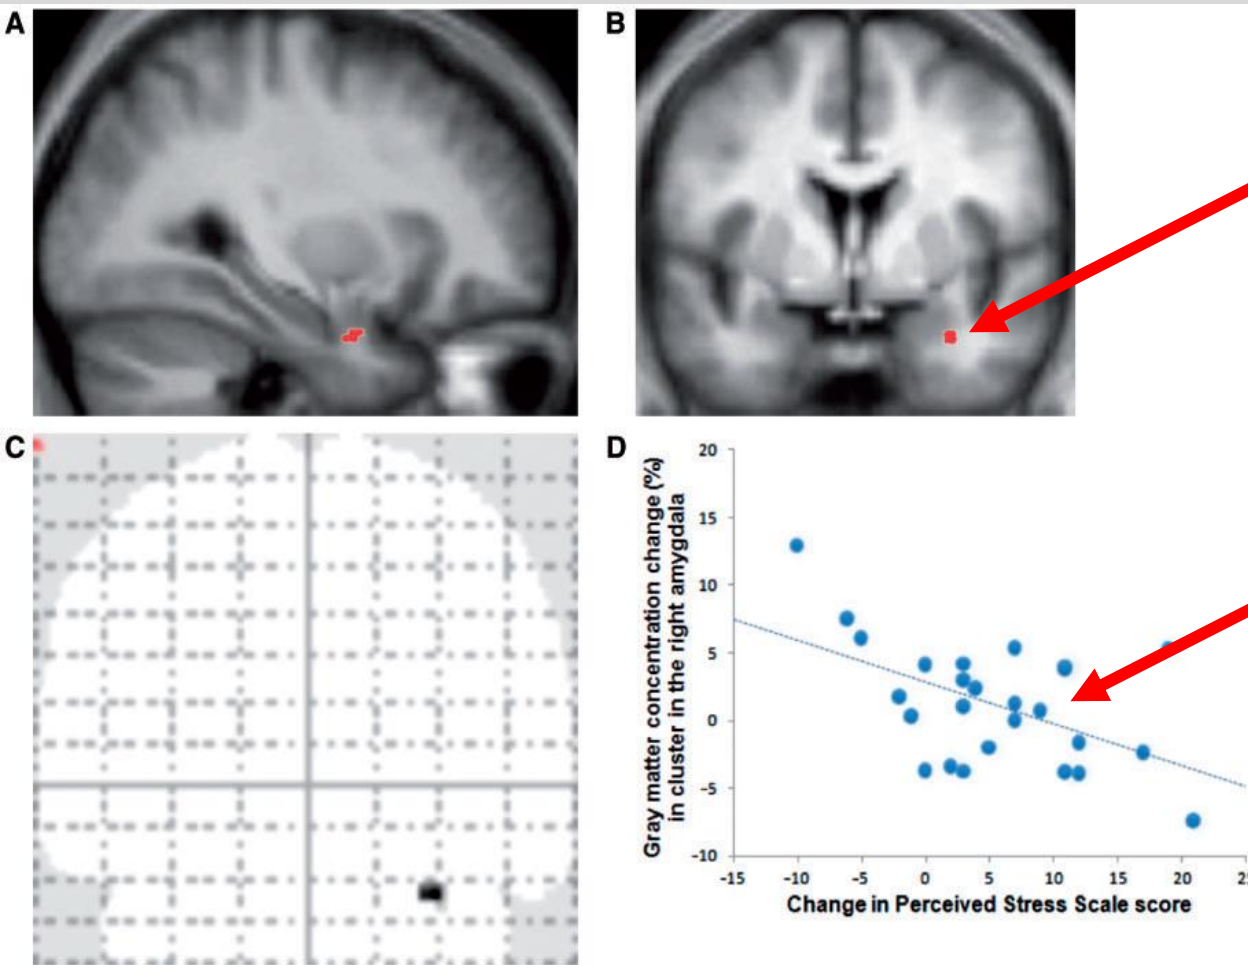 A
B
C
D
Gray matter concentration change (%)
in cluster in the right amygdala
20
15
10
5
0
-5
-10
-15
-10
-5
0
5
10
15
20
25
Change in Perceived Stress Scale score